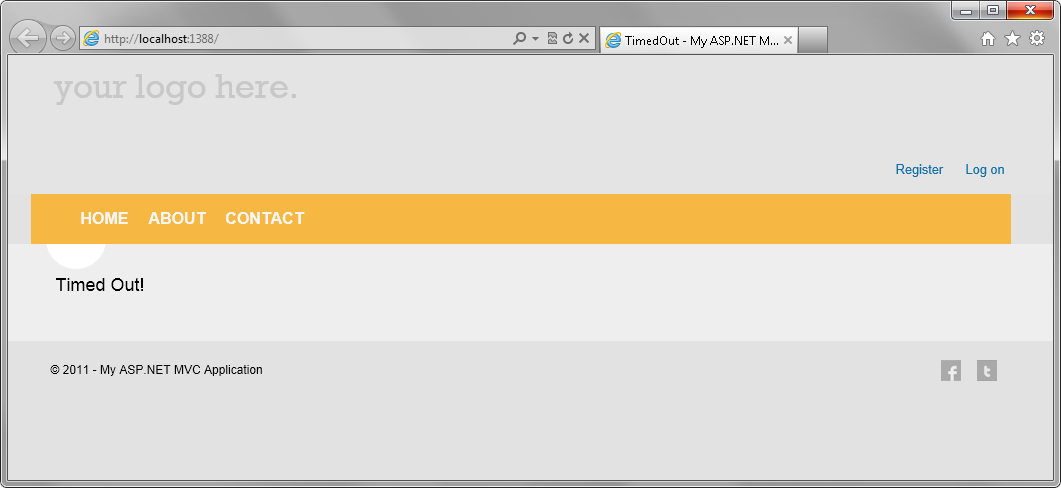 http://localhost:1388/
TimedOut - My ASP.NET M...
your logo here.
Register Log on
HOME ABOUT CONTACT
Timed Out!
© 2011 - My ASP.NET MVC Application